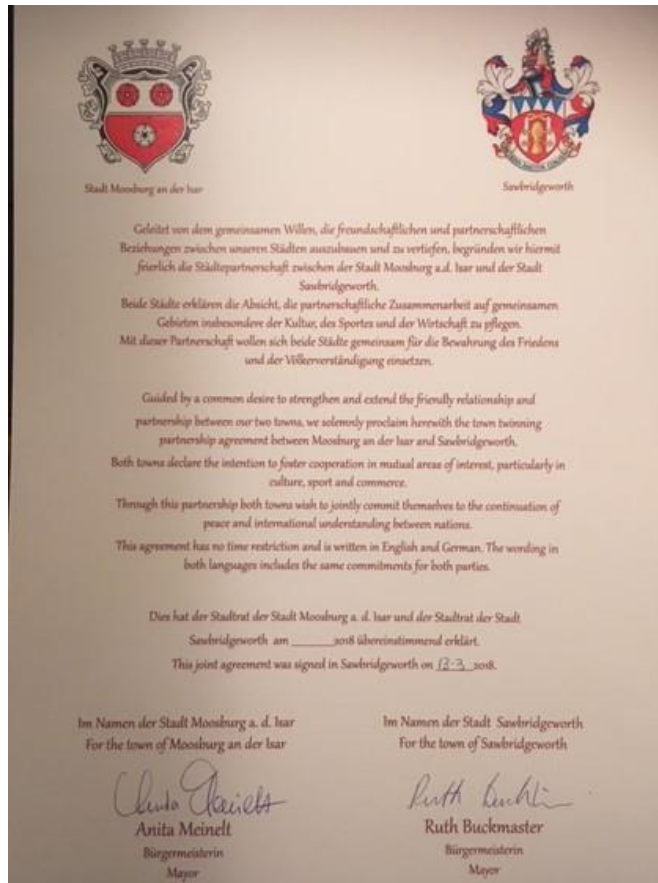 Stadt Moosburg an der Isar
Sawbridgeworth
Geleitet von dem gemeinsamen Willen, die freundschaftlichen und partnerschaftlichen
Beziehungen zwischen unseren Städten auszubauen und zu vertiefen, begründen wir hiermit
feierlich die Städtepartnerschaft zwischen der Stadt Moosburg a.d. Isar und der Stadt
Sawbridgeworth.
Beide Städte erklären die Absicht, die partnerschaftliche Zusammenarbeit auf gemeinsamen
Gebieten insbesondere der Kultur, des Sportes und der Wirtschaft zu pflegen.
Mit dieser Partnerschaft wollen sich beide Städte gemeinsam für die Bewahrung des Friedens
und der Völkerverständigung einsetzen.
Guided by a common desire to strengthen and extend the friendly relationship and
partnership between our two towns, we solemnly proclaim herewith the town twinning
partnership agreement between Moosburg an der Isar and Sawbridgeworth.
Both towns declare the intention to foster cooperation in mutual areas of interest, particularly in
culture, sport and commerce.
Through this partnership both towns wish to jointly commit themselves to the continuation of
peace and international understanding between nations.
This agreement has no time restriction and is written in English and German. The wording in
both languages includes the same commitments for both parties.
Dies hat der Stadtrat der Stadt Moosburg a. d. Isar und der Stadtrat der Stadt
Sawbridgeworth am ______2018 übereinstimmend erklärt.
This joint agreement was signed in Sawbridgeworth on 13-3 2018.
Im Namen der Stadt Moosburg a. d. Isar
For the town of Moosburg an der Isar
Im Namen der Stadt Sawbridgeworth
For the town of Sawbridgeworth
Anita Meinelt
Bürgermeisterin
Mayor
Ruth Buckmaster
Bürgermeisterin
Mayor